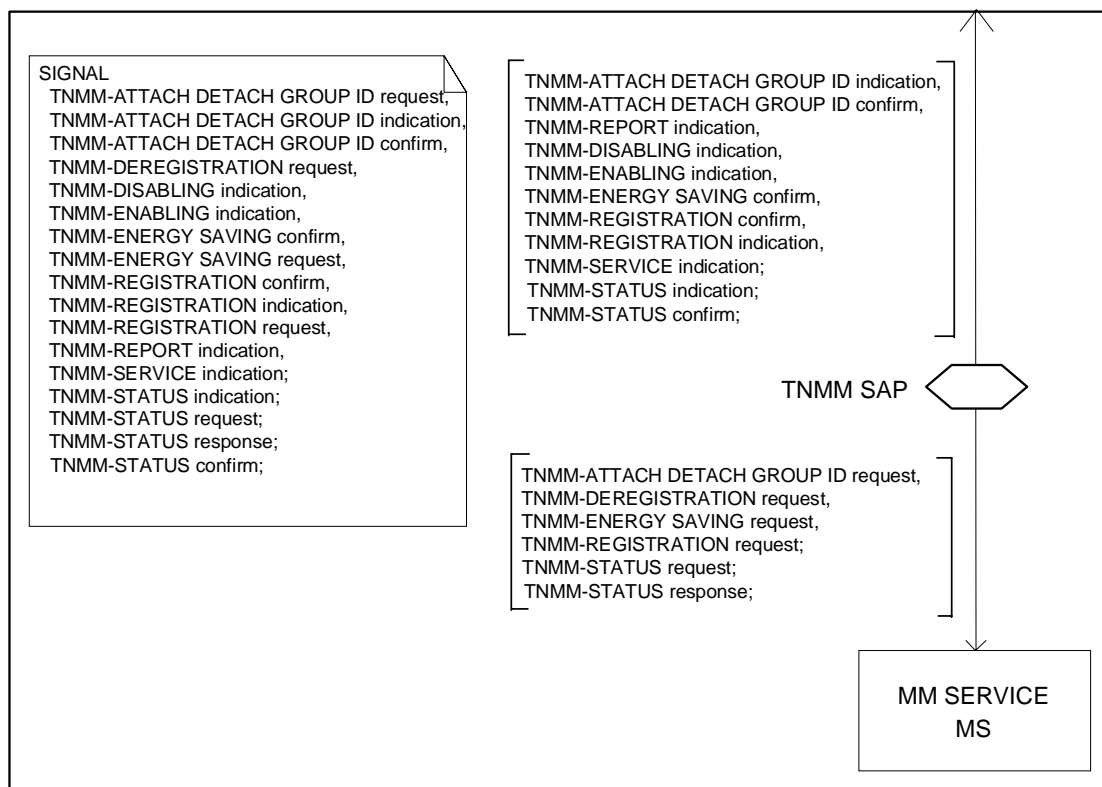 SIGNAL
TNMM-ATTACH DETACH GROUP ID request,
TNMM-ATTACH DETACH GROUP ID indication,
TNMM-ATTACH DETACH GROUP ID confirm,
TNMM-DEREGISTRATION request,
TNMM-DISABLING indication,
TNMM-ENABLING indication,
TNMM-ENERGY SAVING confirm,
TNMM-ENERGY SAVING request,
TNMM-REGISTRATION confirm,
TNMM-REGISTRATION indication,
TNMM-REGISTRATION request,
TNMM-REPORT indication,
TNMM-SERVICE indication;
TNMM-STATUS indication;
TNMM-STATUS request;
TNMM-STATUS response;
TNMM-STATUS confirm;
TNMM-ATTACH DETACH GROUP ID indication,
TNMM-ATTACH DETACH GROUP ID confirm,
TNMM-REPORT indication,
TNMM-DISABLING indication,
TNMM-ENABLING indication,
TNMM-ENERGY SAVING confirm,
TNMM-REGISTRATION confirm,
TNMM-REGISTRATION indication,
TNMM-SERVICE indication;
TNMM-STATUS indication;
TNMM-STATUS confirm;
TNMM SAP
TNMM-ATTACH DETACH GROUP ID request,
TNMM-DEREGISTRATION request,
TNMM-ENERGY SAVING request,
TNMM-REGISTRATION request;
TNMM-STATUS request;
TNMM-STATUS response;
MM SERVICE
MS